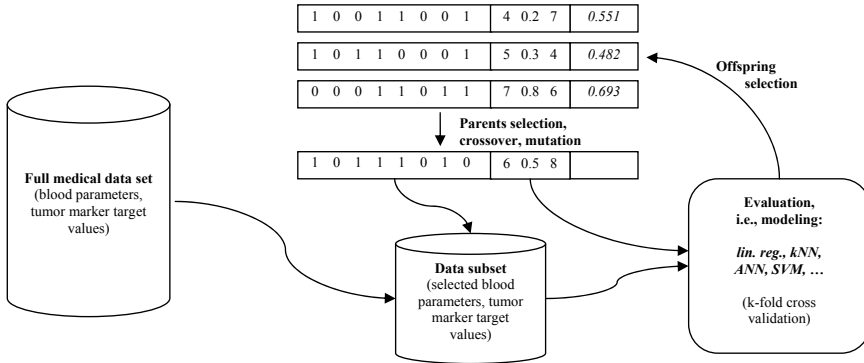 1 0 0 1 1 0 0 1 4 0.2 7 0.551
1 0 1 1 0 0 0 1 5 0.3 4 0.482
0 0 0 1 1 0 1 1 7 0.8 6 0.693
Parents selection,
crossover, mutation
1 0 1 1 1 0 1 0 6 0.5 8
Offspring
selection
Full medical data set
(blood parameters,
tumor marker target
values)
Data subset
(selected blood
parameters, tumor
marker target
values)
Evaluation,
i.e., modeling:
lin. reg., kNN,
ANN, SVM, …
(k-fold cross
validation)